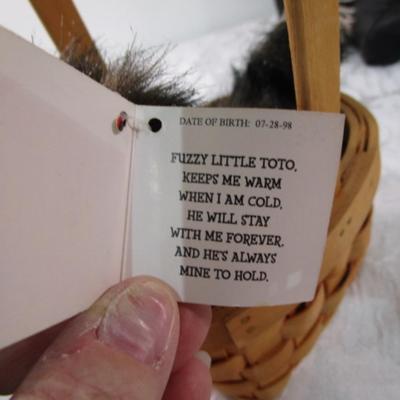 DATE OF BIRTH: 07-28-98
FUZZY LITTLE TOTO,
KEEPS ME WARM
WHEN I AM COLD.
HE WILL STAY
WITH ME FOREVER,
AND HE'S ALWAYS
MINE TO HOLD.